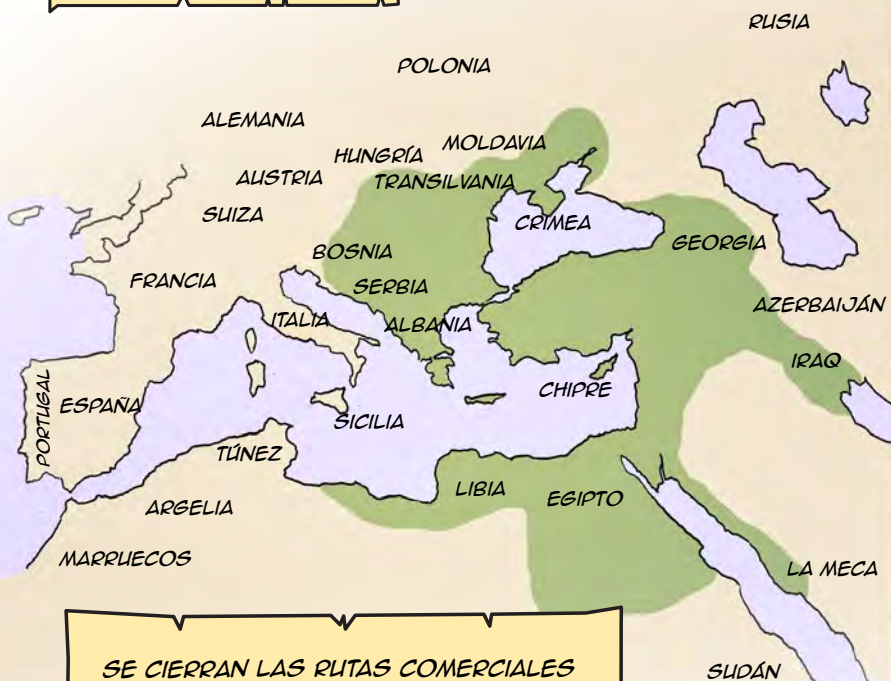 RUSIA
POLONIA
ALEMANIA
MOLDAVIA
HUNGRÍA
AUSTRIA
TRANSILVANIA
SUIZA
CRIMEA
GEORGIA
BOSNIA
FRANCIA
SERBIA
AZERBAIJÁN
ITALIA
ALBANIA
IRAQ
PORTUGAL
ESPAÑA
CHIPRE
SICILIA
TÚNEZ
LIBIA
EGIPTO
ARGELIA
MARRUECOS
LA MECA
SE CIERRAN LAS RUTAS COMERCIALES
SUDÁN